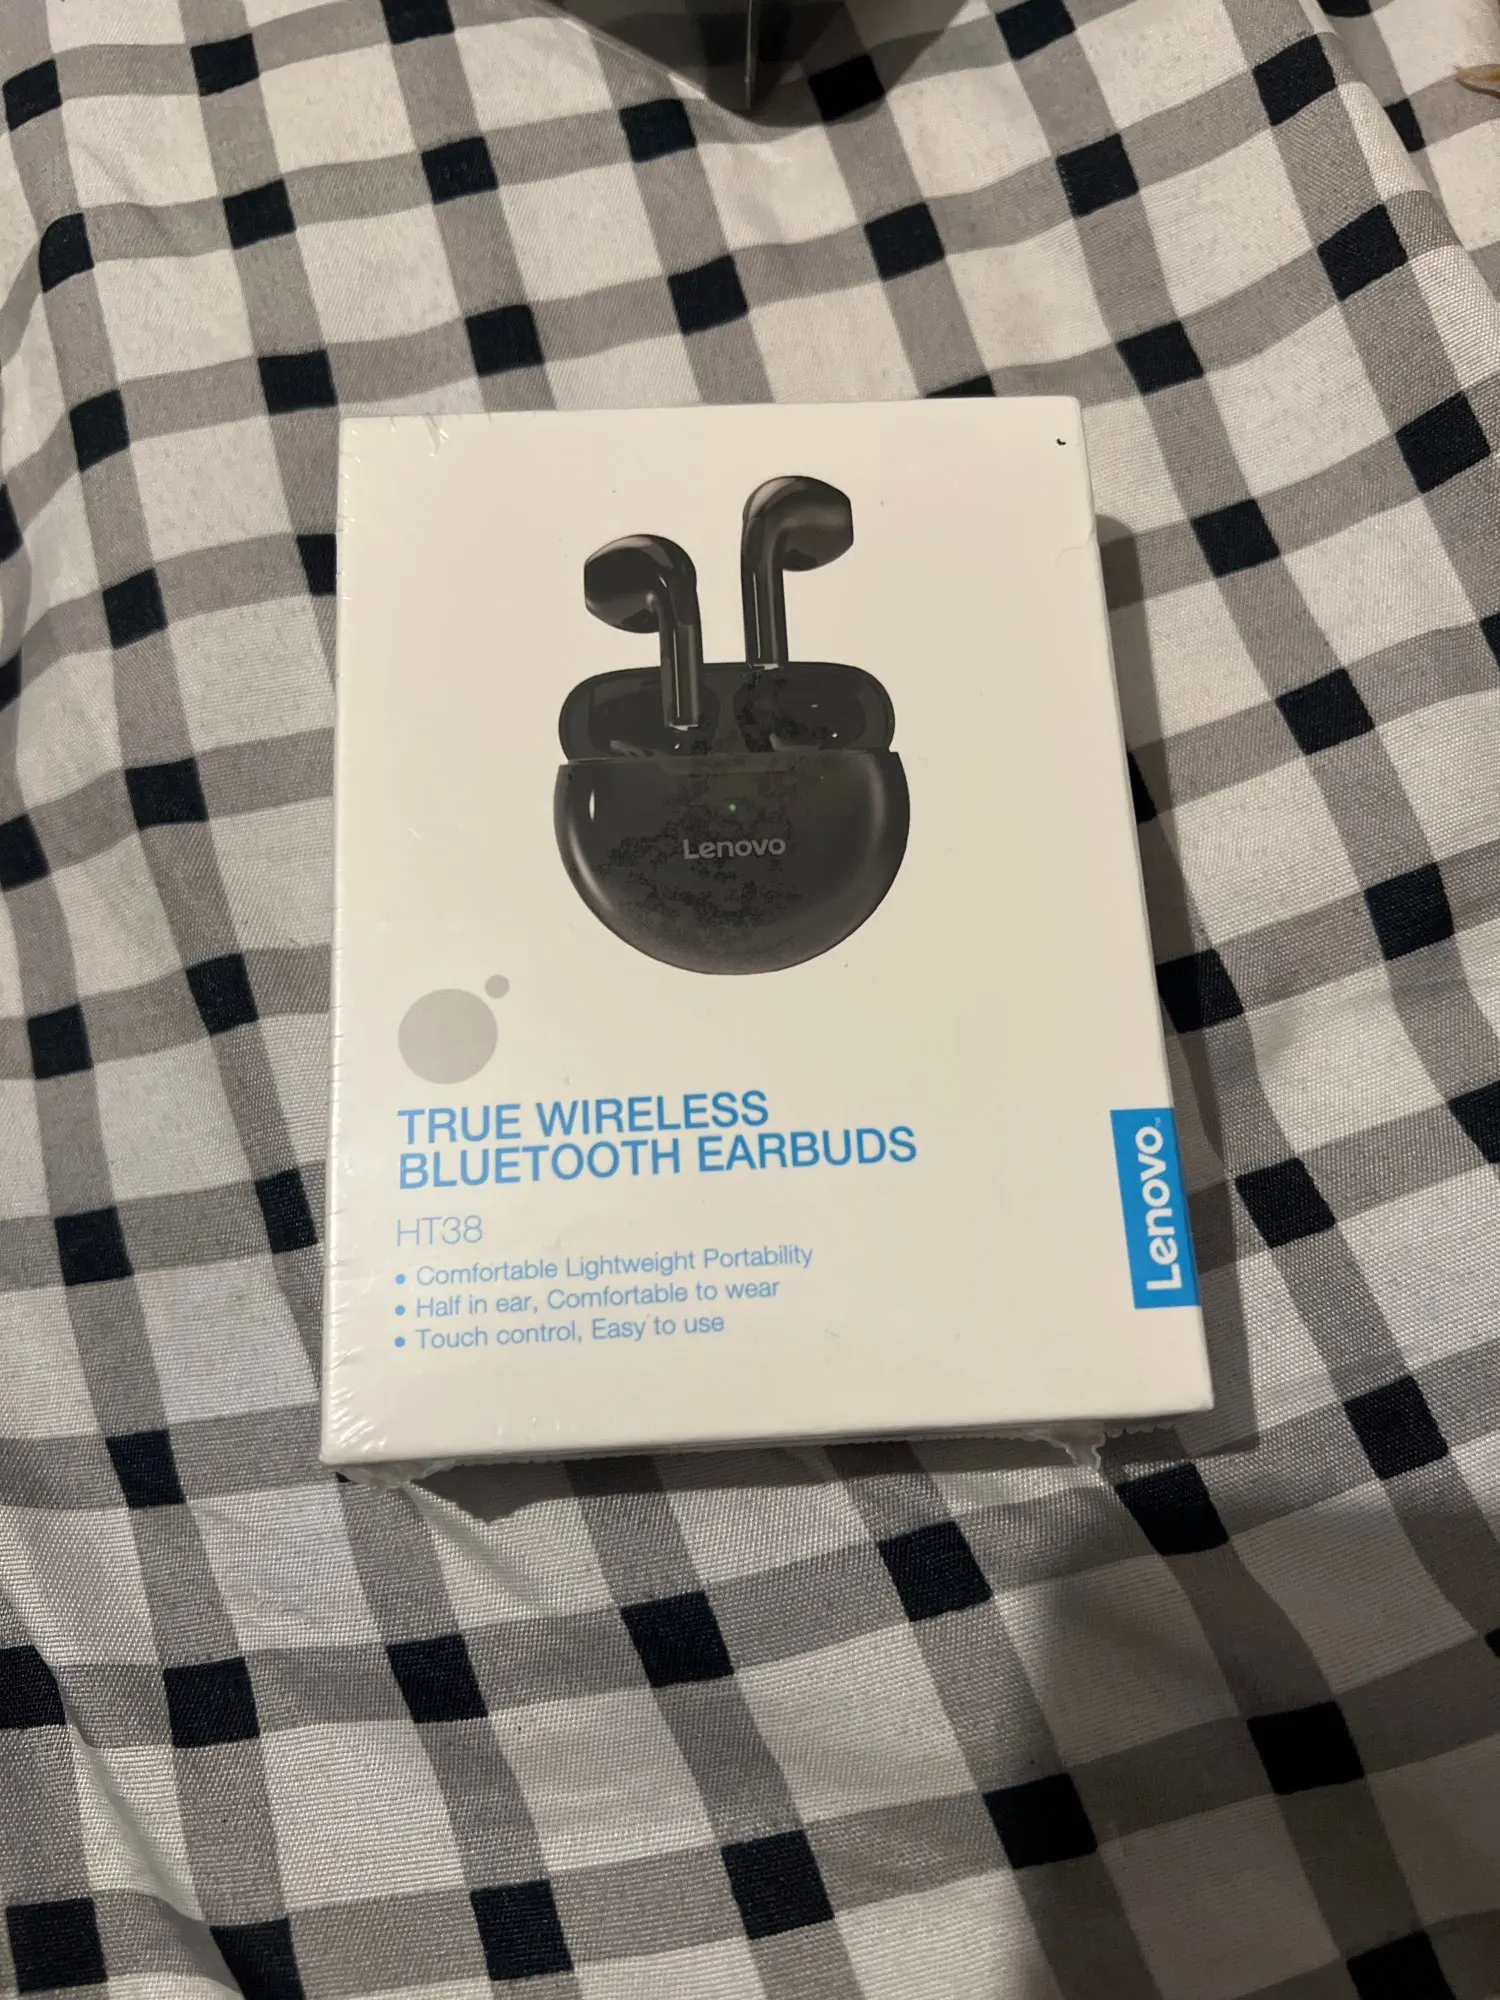 Lenovo
TRUE WIRELESS
BLUETOOTH EARBUDS
HT38
• Comfortable Lightweight Portability
• Half in ear, Comfortable to wear
• Touch control, Easy to use
Lenovo™